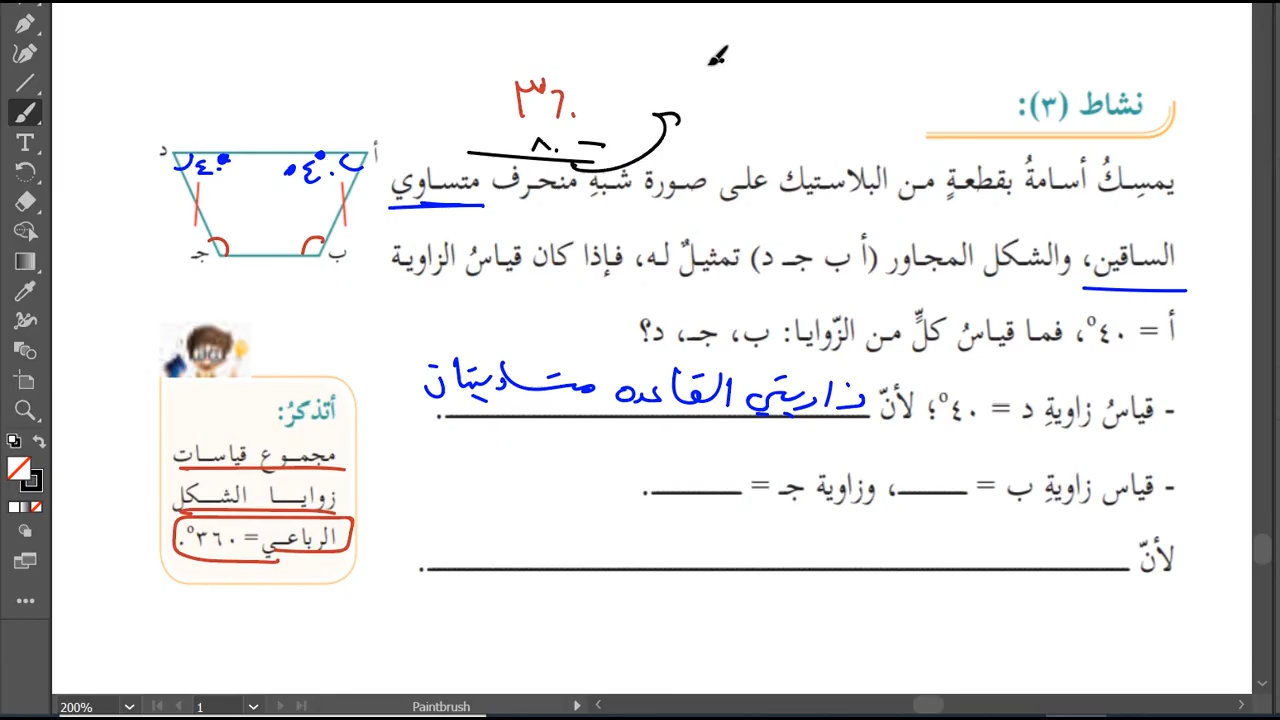 نشاط (٣):
٣٦٠
٨٠ −
يمسِكُ أسامةُ بقطعةٍ من البلاستيك على صورة شبهِ منحرف متساوي
الساقين، والشكل المجاور (أ ب جـ د) تمثيلٌ له، فإذا كان قياسُ الزاوية
أ = ٤٠°، فما قياسُ كلٍّ من الزّوايا: ب، جـ، د؟
- قياسُ زاويةِ د = ٤٠°؛ لأنّ زاويتي القاعده متساويتان.
- قياس زاويةِ ب = ، وزاوية جـ = .
لأنّ .
د أ
٤٠° ٤٠°
جـ ب
أتذكرُ:
مجموع قياسات
زوايا الشكل
الرباعي = ٣٦٠°.
200%
1
Paintbrush